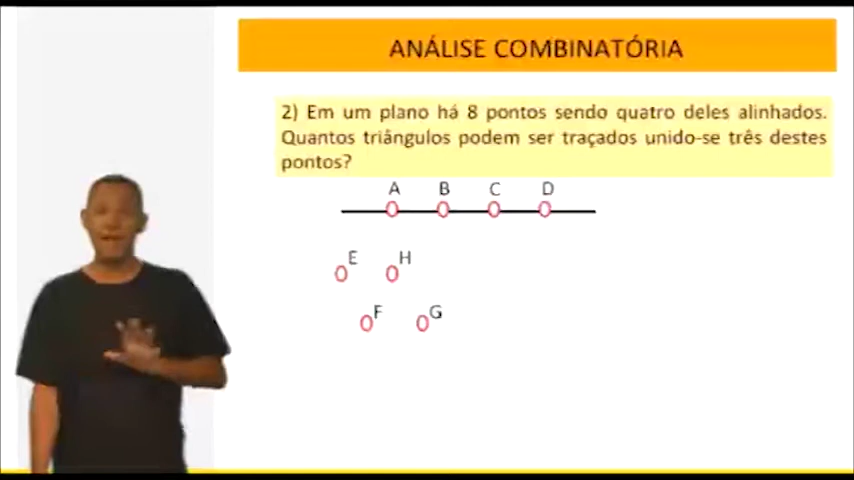 ANÁLISE COMBINATÓRIA
2) Em um plano há 8 pontos sendo quatro deles alinhados.
Quantos triângulos podem ser traçados unido-se três destes
pontos?
A B C D
E H
F G